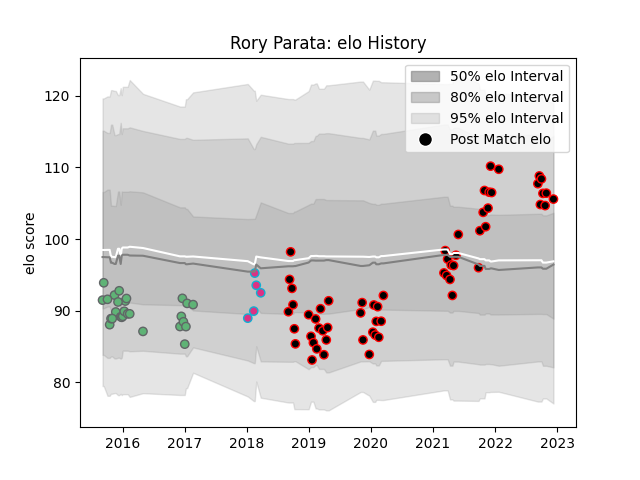 Rory Parata: elo History
50% elo Interval
80% elo Interval
95% elo Interval
Post Match elo
elo score
120
110
100
90
80
2016 2017 2018 2019 2020 2021 2022 2023